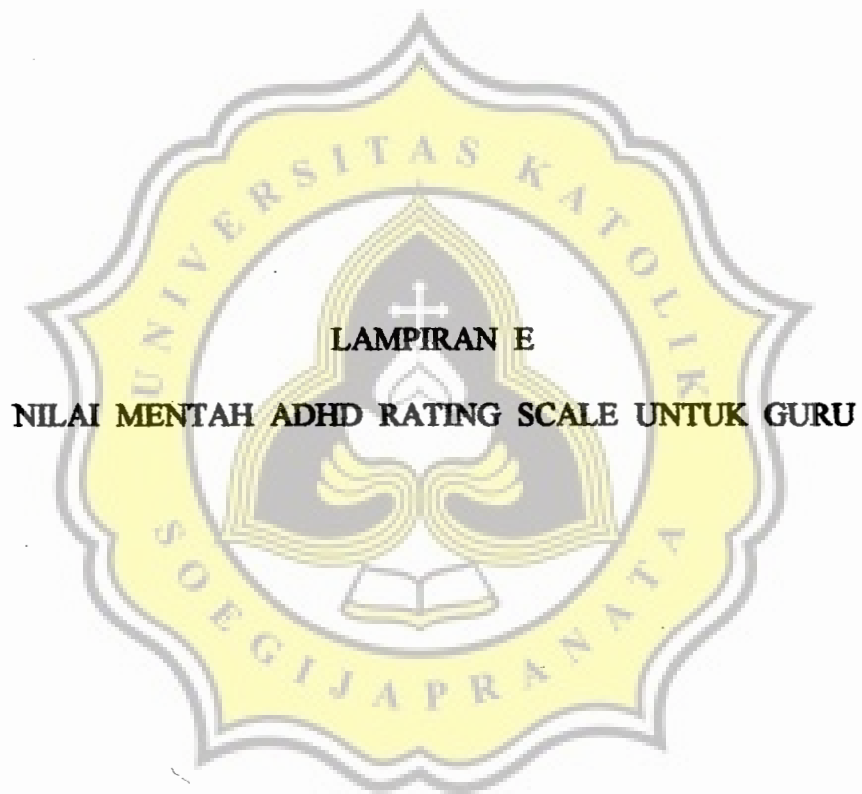 UNIVERSITAS KATOLIK
LAMPIRAN E
NILAI MENTAH ADHD RATING SCALE UNTUK GURU
SOEGIJAPRANATA